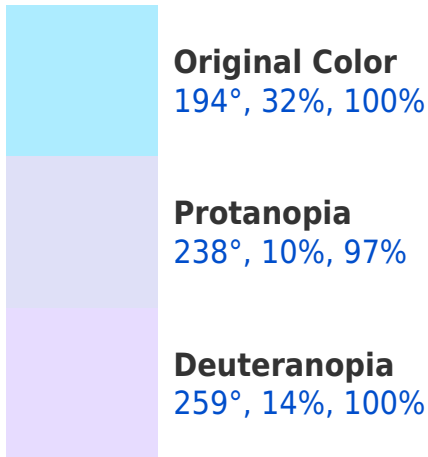 Original Color
194°, 32%, 100%
Protanopia
238°, 10%, 97%
Deuteranopia
259°, 14%, 100%